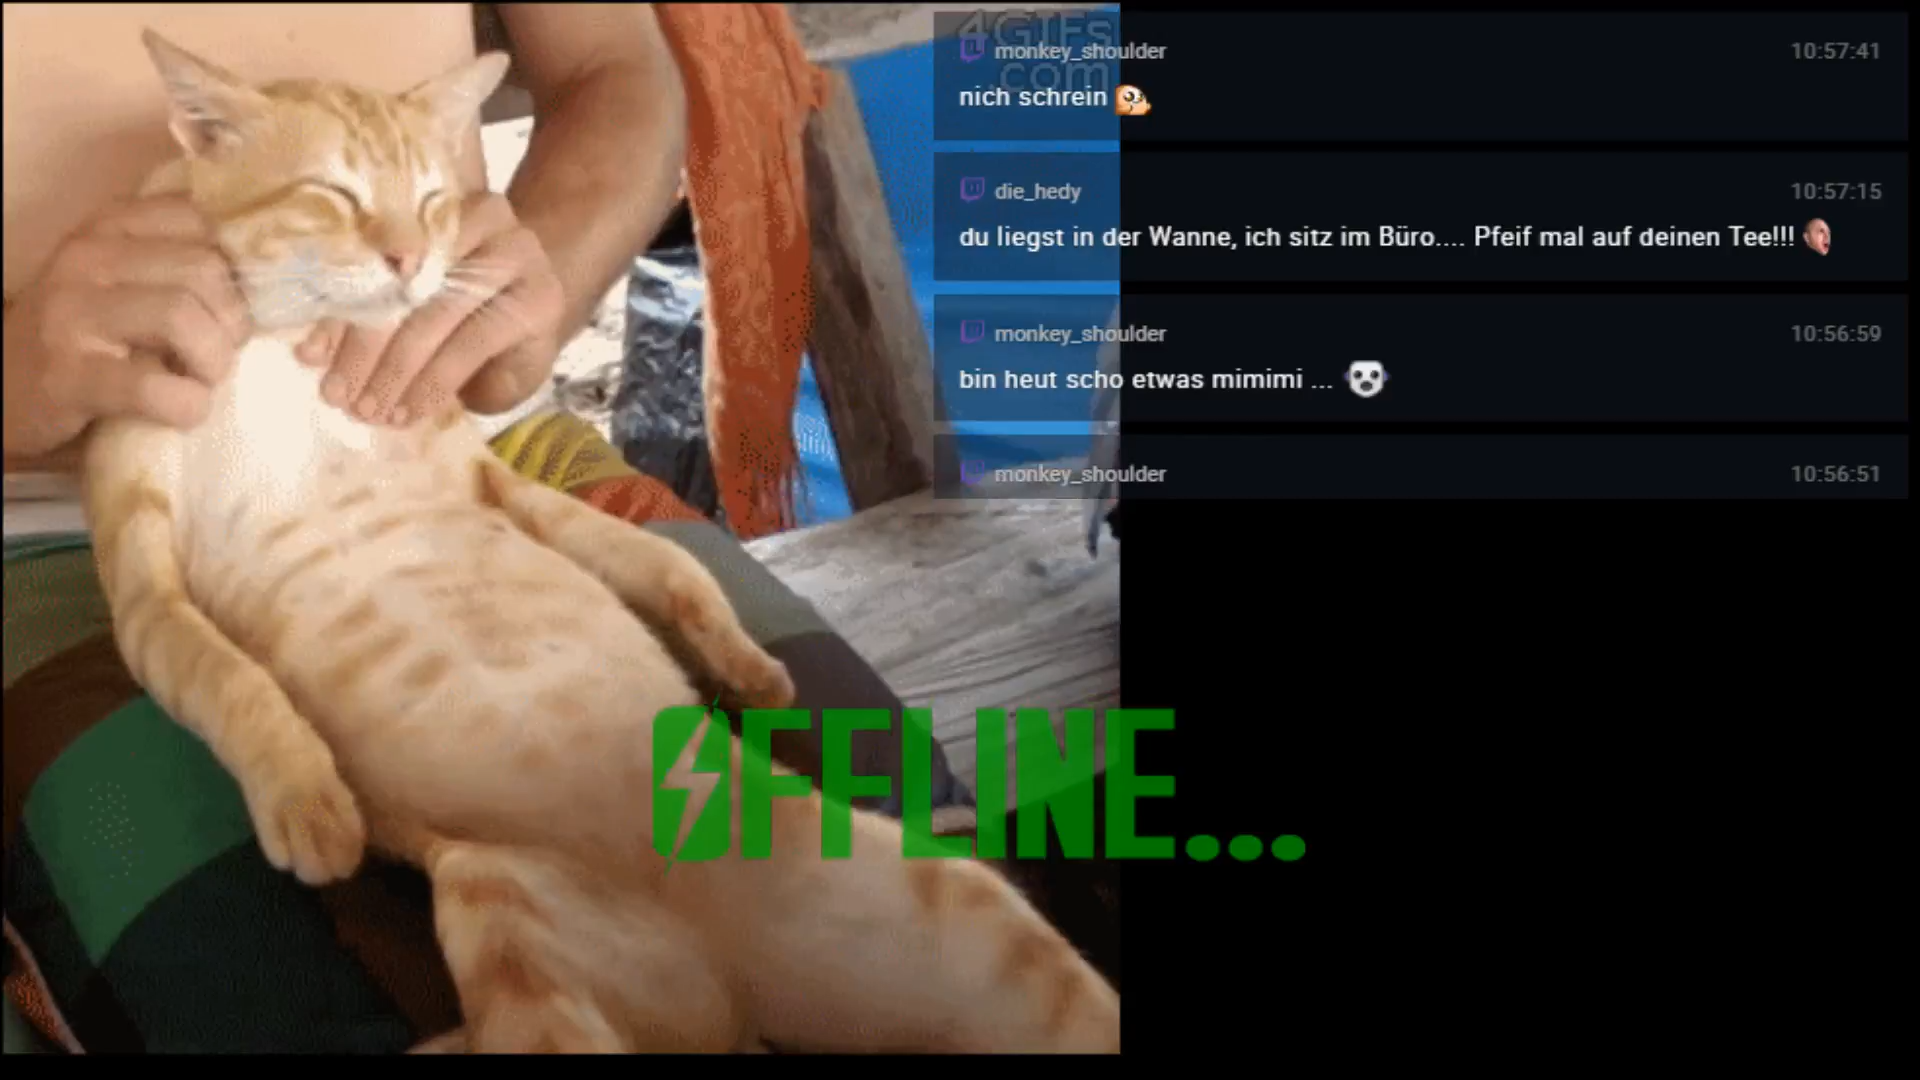 4GIFs
.com
monkey_shoulder 10:57:41
nich schrein
die_hedy 10:57:15
du liegst in der Wanne, ich sitz im Büro.... Pfeif mal auf deinen Tee!!!
monkey_shoulder 10:56:59
bin heut scho etwas mimimi ...
monkey_shoulder 10:56:51
OFFLINE...